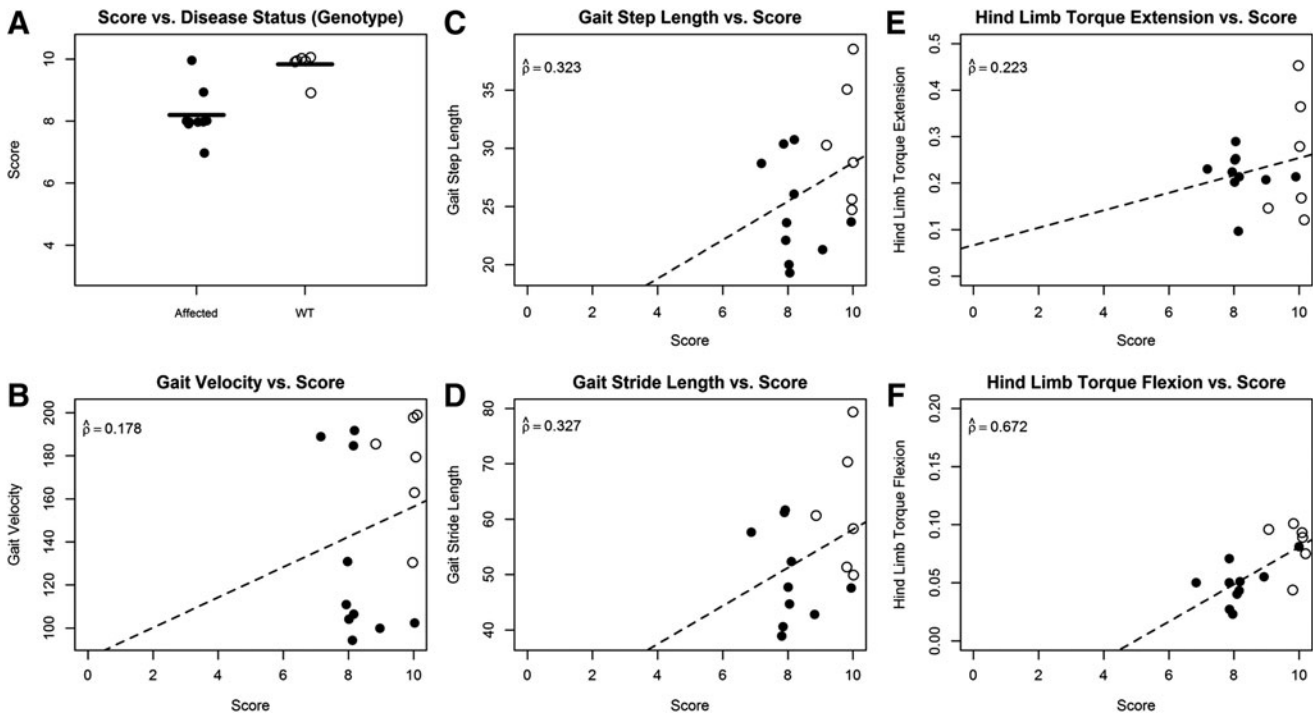 A
Score vs. Disease Status (Genotype)
Score
10
8
6
4
Affected
WT
B
Gait Velocity vs. Score
ρ̂ = 0.178
Gait Velocity
200
180
160
140
120
100
0 2 4 6 8 10
Score
C
Gait Step Length vs. Score
ρ̂ = 0.323
Gait Step Length
35
30
25
20
0 2 4 6 8 10
Score
D
Gait Stride Length vs. Score
ρ̂ = 0.327
Gait Stride Length
80
70
60
50
40
0 2 4 6 8 10
Score
E
Hind Limb Torque Extension vs. Score
ρ̂ = 0.223
Hind Limb Torque Extension
0.5
0.4
0.3
0.2
0.1
0.0
0 2 4 6 8 10
Score
F
Hind Limb Torque Flexion vs. Score
ρ̂ = 0.672
Hind Limb Torque Flexion
0.20
0.15
0.10
0.05
0.00
0 2 4 6 8 10
Score